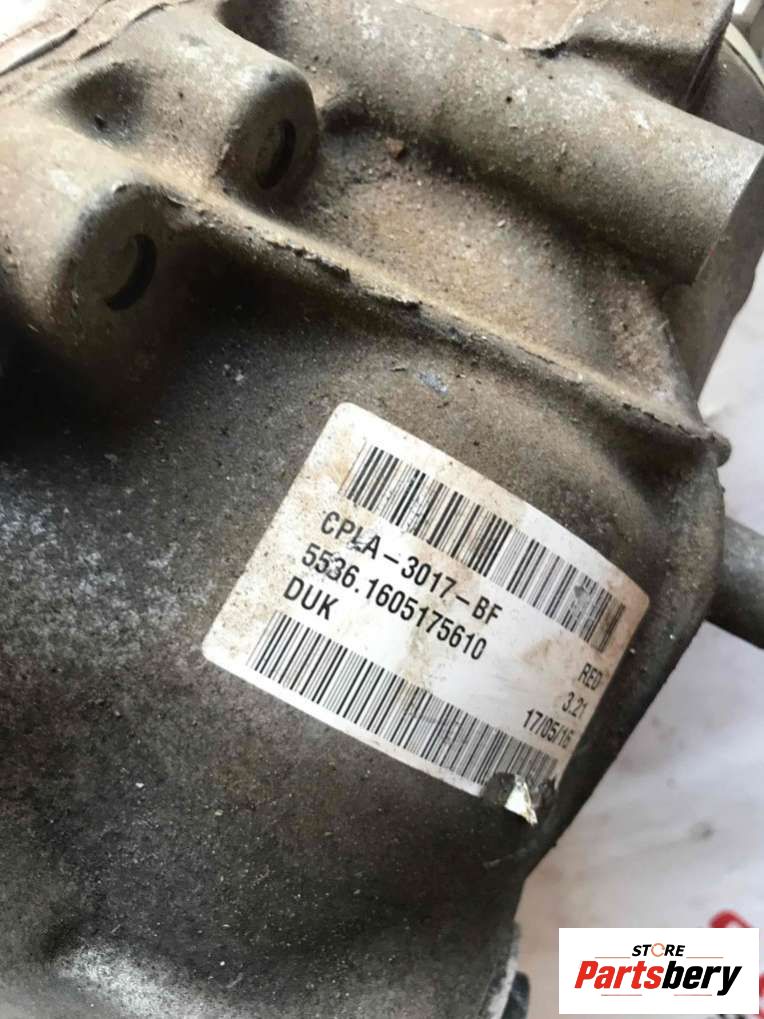 CPLA-3017-BF
5536.1605175610
DUK
RED
3.21
17/05/16
STORE
Partsbery